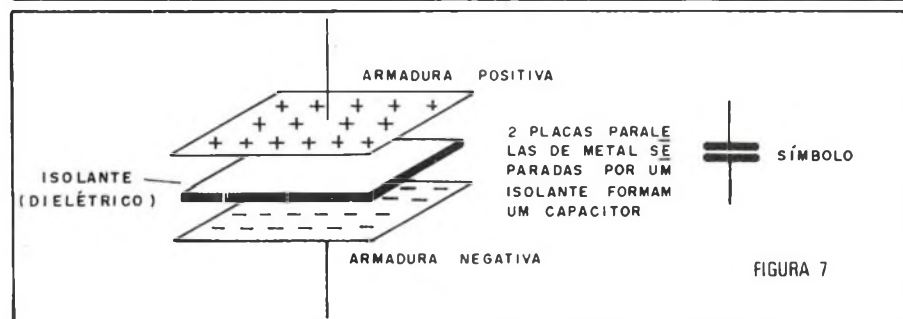 ARMADURA POSITIVA
ISOLANTE
(DIELÉTRICO)
ARMADURA NEGATIVA
2 PLACAS PARALE
LAS DE METAL SE
PARADAS POR UM
ISOLANTE FORMAM
UM CAPACITOR
SÍMBOLO
FIGURA 7